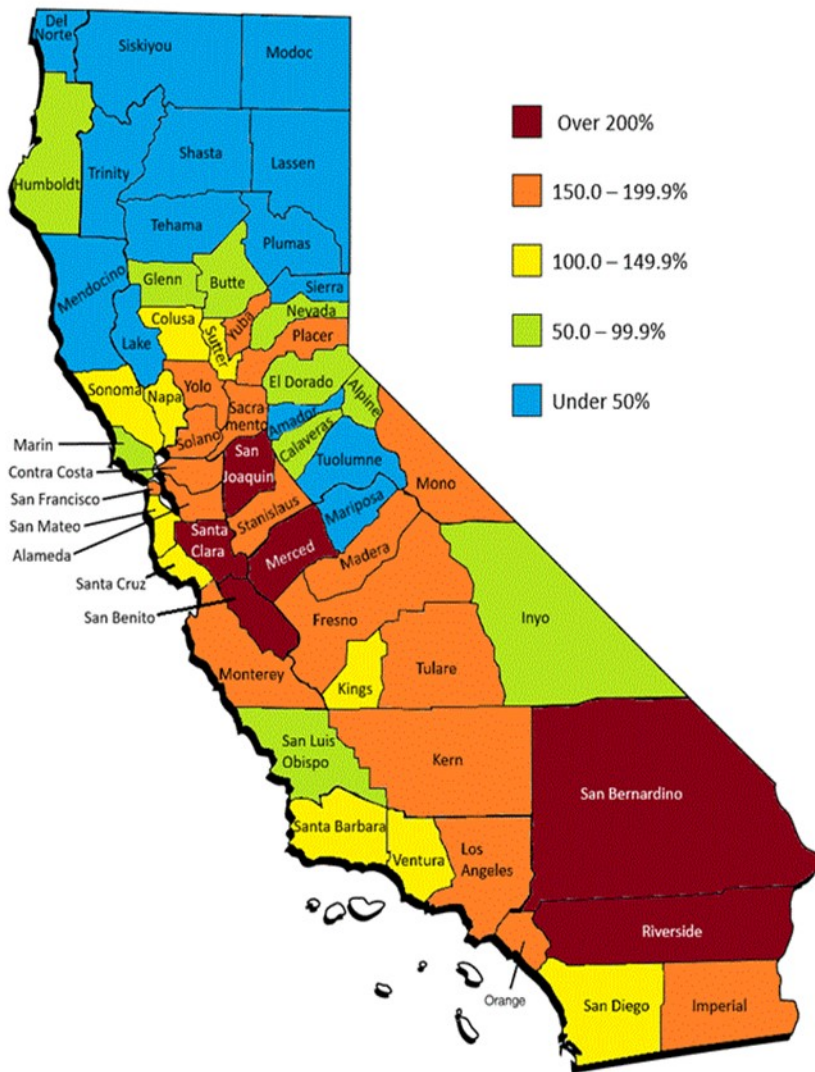 Del
Norte
Siskiyou
Modoc
Over 200%
Humboldt
Trinity
Shasta
Lassen
150.0 – 199.9%
Tehama
Plumas
100.0 – 149.9%
Mendocino
Glenn
Butte
Sierra
Colusa
Lake
Sutter
Yuba
Nevada
Placer
50.0 – 99.9%
Sonoma
Napa
Yolo
El Dorado
Alpine
Under 50%
Sacra-
mento
Amador
Solano
Calaveras
Marin
Contra Costa
San
Joaquin
Tuolumne
Mono
San Francisco
Stanislaus
Mariposa
San Mateo
Santa
Clara
Merced
Madera
Alameda
Santa Cruz
San Benito
Fresno
Inyo
Monterey
Kings
Tulare
San Luis
Obispo
Kern
San Bernardino
Santa Barbara
Ventura
Los
Angeles
Riverside
Orange
San Diego
Imperial